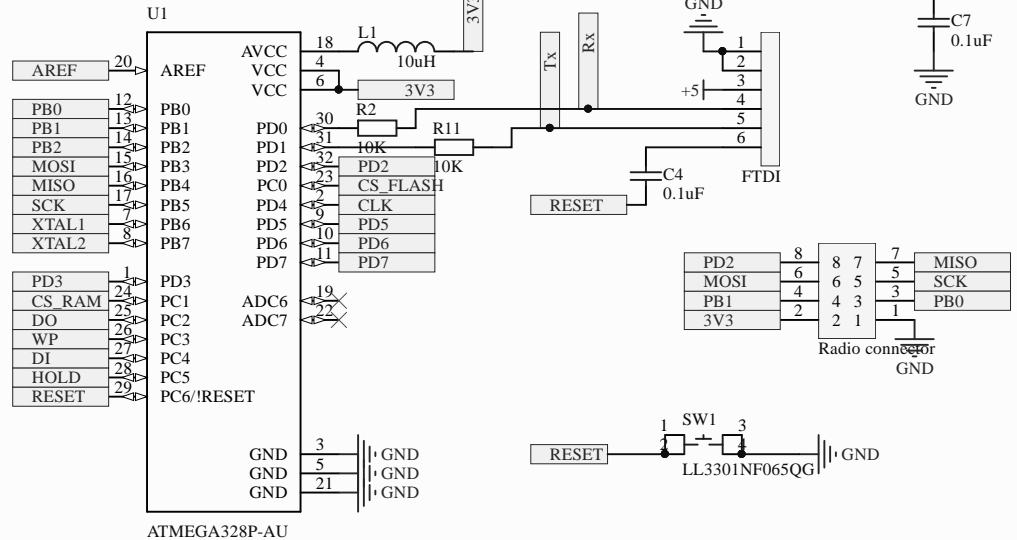 U1
AREF 20 AREF
PB0 12 PB0
PB1 13 PB1
PB2 14 PB2
MOSI 15 PB3
MISO 16 PB4
SCK 17 PB5
XTAL1 7 PB6
XTAL2 8 PB7
PD3 1 PD3
CS_RAM 24 PC1
DO 25 PC2
WP 26 PC3
DI 27 PC4
HOLD 28 PC5
RESET 29 PC6/!RESET
AVCC 18 L1
10uH
3V3
VCC 4
VCC 6 3V3
PD0 30 R2
10K
PD1 31 R11
10K
PD2 32 PD2
PC0 23 CS_FLASH
PD4 2 CLK
PD5 9 PD5
PD6 10 PD6
PD7 11 PD7
ADC6 19
ADC7 22
GND 3 GND
GND 5 GND
GND 21 GND
ATMEGA328P-AU
Tx
Rx
GND
1
2
+5 3
4
5
6
FTDI
C4
0.1uF
RESET
C7
0.1uF
GND
PD2 8 8 7 7 MISO
MOSI 6 6 5 5 SCK
PB1 4 4 3 3 PB0
3V3 2 2 1 1
Radio connector
GND
SW1
1 3
RESET 2 4 GND
LL3301NF065QG